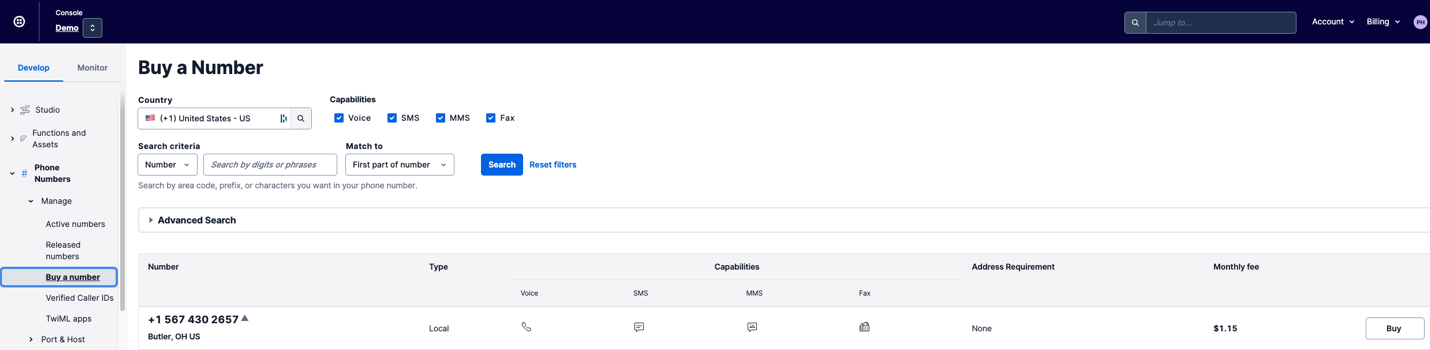 Console
Demo
Jump to...
Account
Billing
PH
Develop
Monitor
Studio
Functions and
Assets
Phone
Numbers
Manage
Active numbers
Released
numbers
Buy a number
Verified Caller IDs
TwiML apps
Port & Host
Buy a Number
Country
Capabilities
(+1) United States - US
Voice
SMS
MMS
Fax
Search criteria
Match to
Number
Search by digits or phrases
First part of number
Search
Reset filters
Search by area code, prefix, or characters you want in your phone number.
Advanced Search
Number
Type
Capabilities
Address Requirement
Monthly fee
Voice
SMS
MMS
Fax
+1 567 430 2657
Butler, OH US
Local
None
$1.15
Buy